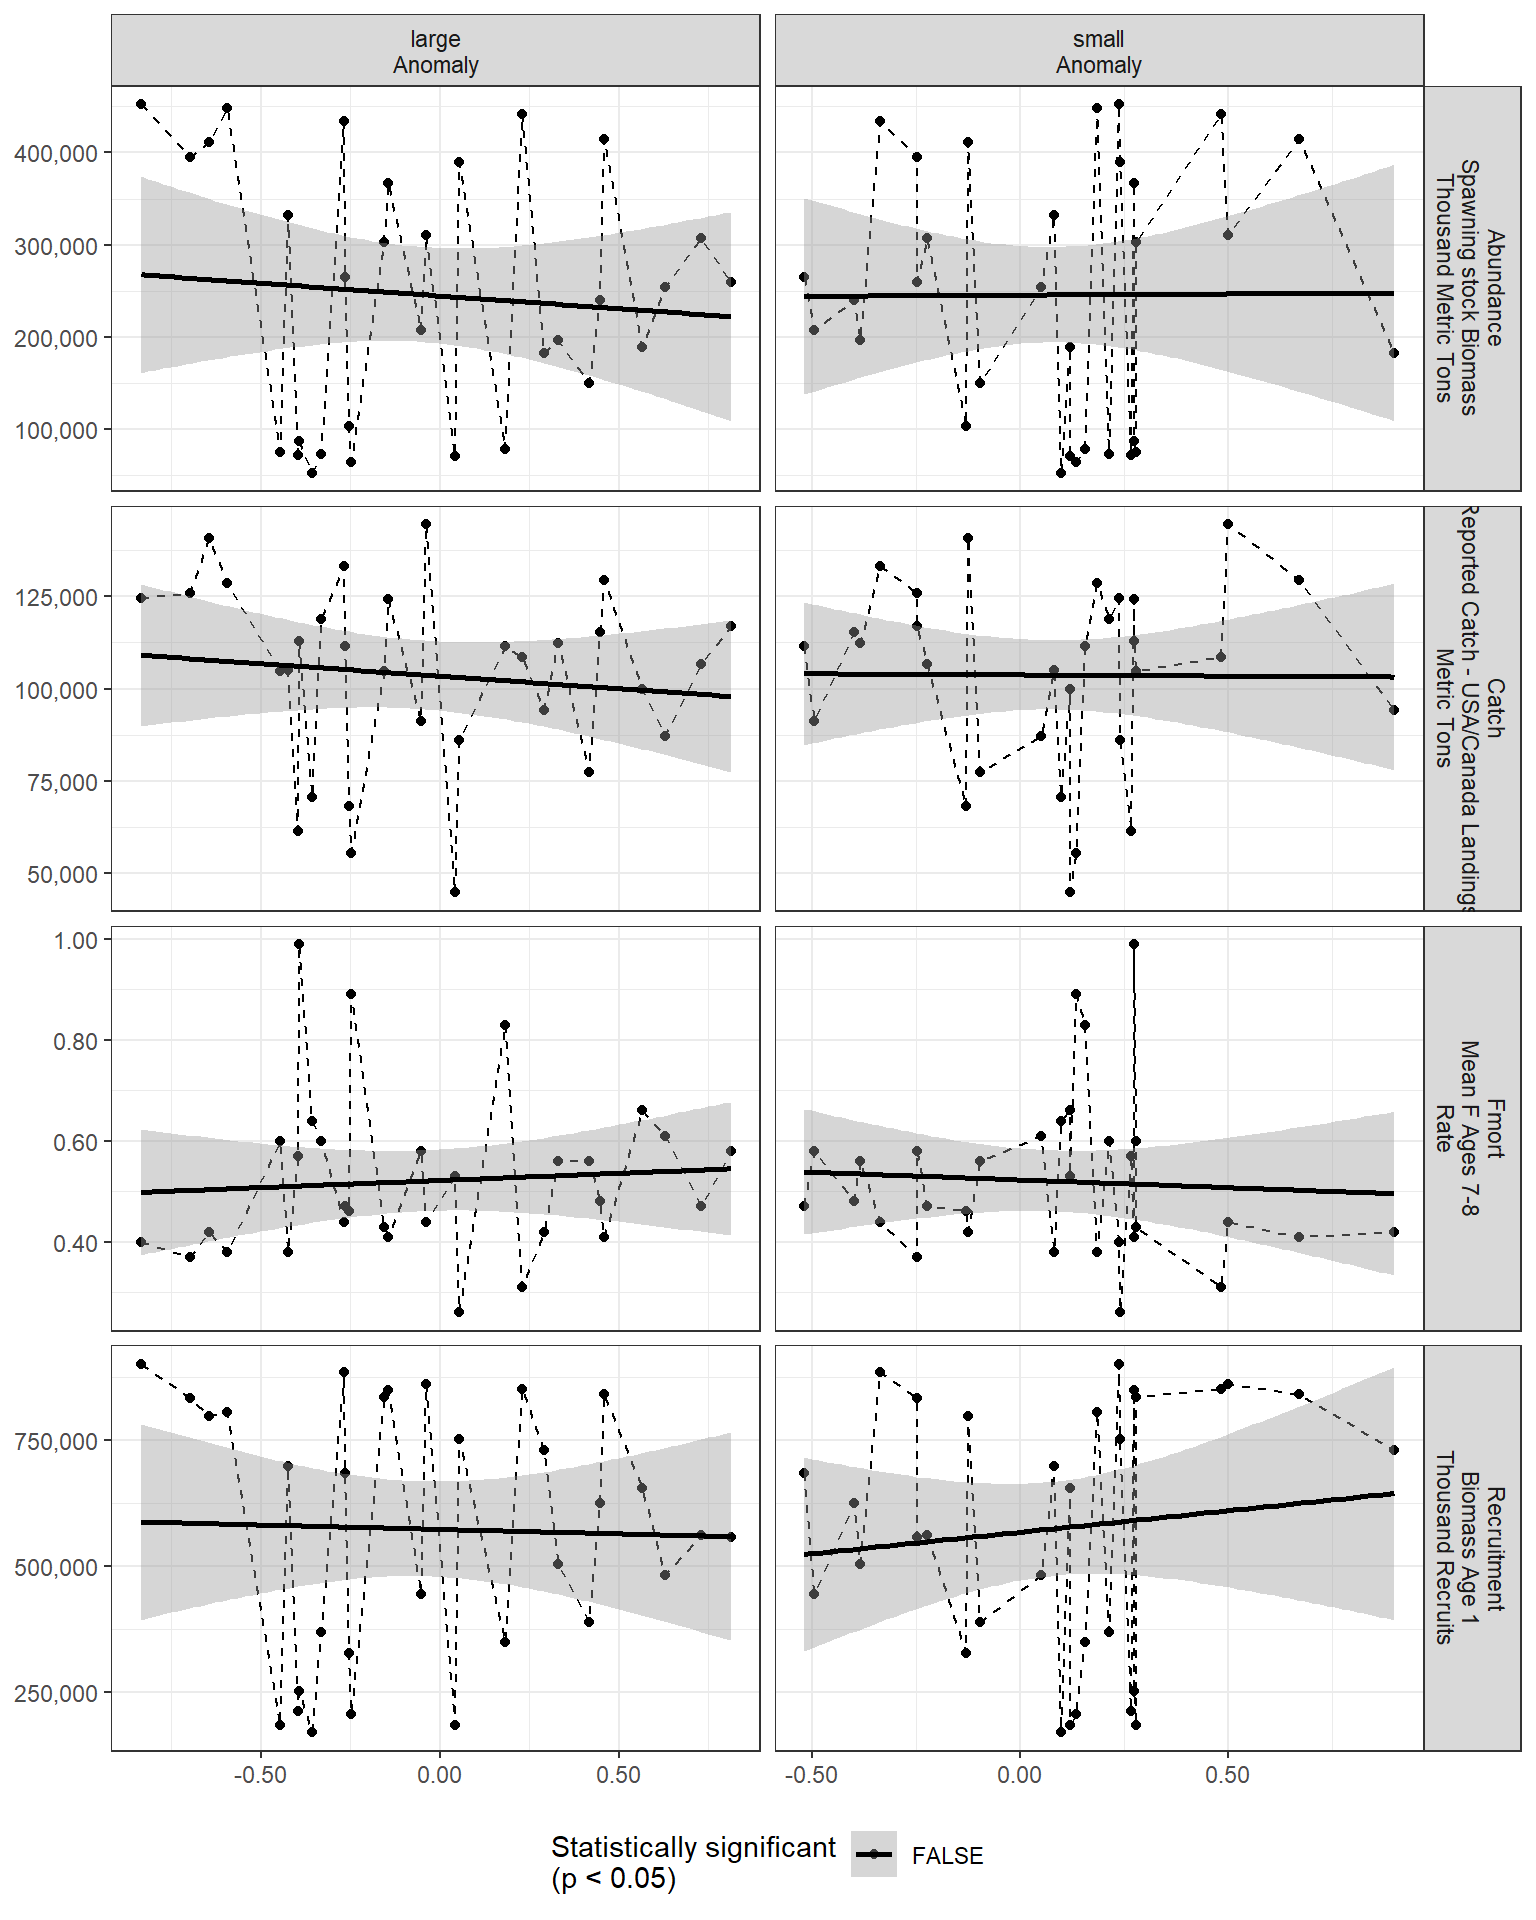 large
Anomaly
small
Anomaly
400,000
300,000
200,000
100,000
Abundance
Spawning stock Biomass
Thousand Metric Tons
125,000
100,000
75,000
50,000
Catch
Reported Catch - USA/Canada Landings
Metric Tons
1.00
0.80
0.60
0.40
Fmort
Mean F Ages 7-8
Rate
750,000
500,000
250,000
Recruitment
Biomass Age 1
Thousand Recruits
-0.50
0.00
0.50
-0.50
0.00
0.50
Statistically significant
(p < 0.05)
FALSE